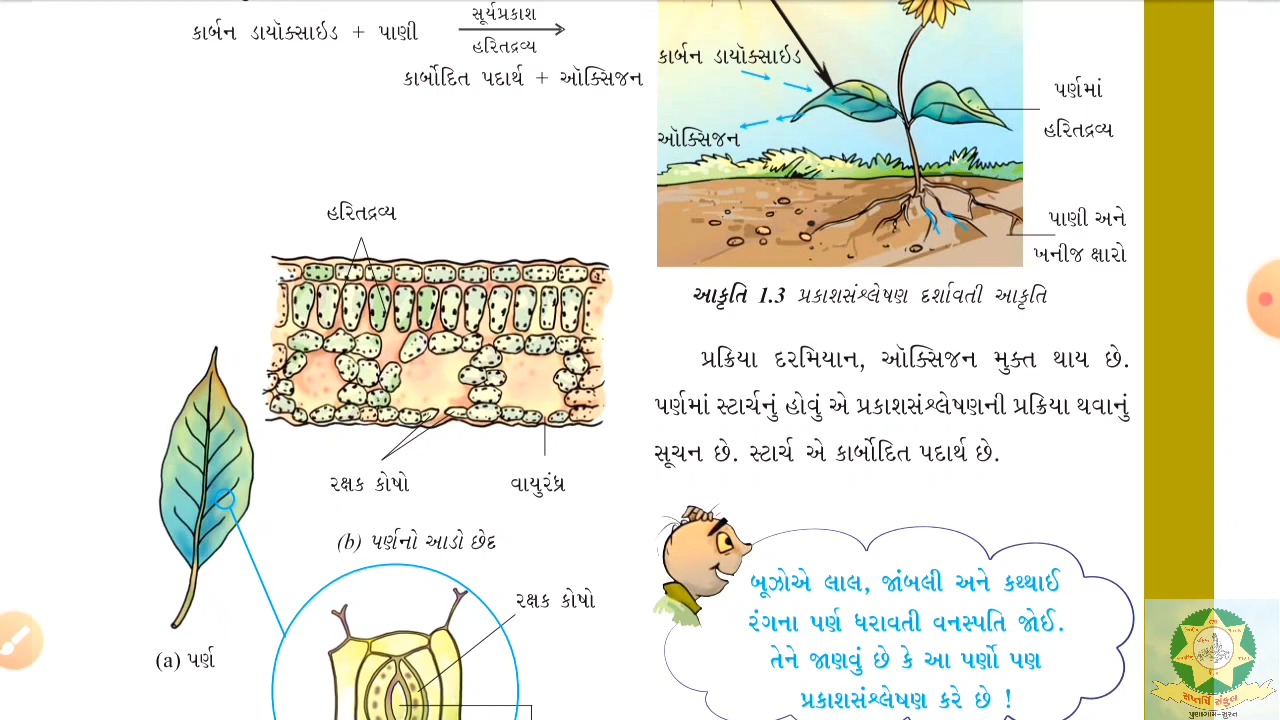 કાર્બન ડાયૉક્સાઇડ + પાણી
સૂર્યપ્રકાશ
હરિતદ્રવ્ય
કાર્બોદિત પદાર્થ + ઑક્સિજન
હરિતદ્રવ્ય
રક્ષક કોષો
વાયુરંધ્ર
(b) પર્ણનો આડો છેદ
રક્ષક કોષો
(a) પર્ણ
કાર્બન ડાયૉક્સાઇડ
ઑક્સિજન
પર્ણમાં
હરિતદ્રવ્ય
પાણી અને
ખનીજ ક્ષારો
આકૃતિ 1.3 પ્રકાશસંશ્લેષણ દર્શાવતી આકૃતિ
પ્રક્રિયા દરમિયાન, ઑક્સિજન મુક્ત થાય છે.
પર્ણમાં સ્ટાર્ચનું હોવું એ પ્રકાશસંશ્લેષણની પ્રક્રિયા થવાનું
સૂચન છે. સ્ટાર્ચ એ કાર્બોદિત પદાર્થ છે.
બૂઝોએ લાલ, જાંબલી અને કથ્થાઈ
રંગના પર્ણ ધરાવતી વનસ્પતિ જોઈ.
તેને જાણવું છે કે આ પર્ણો પણ
પ્રકાશસંશ્લેષણ કરે છે !
સપ્તર્ષિ સંકુલ
પુણાગામ-સુરત